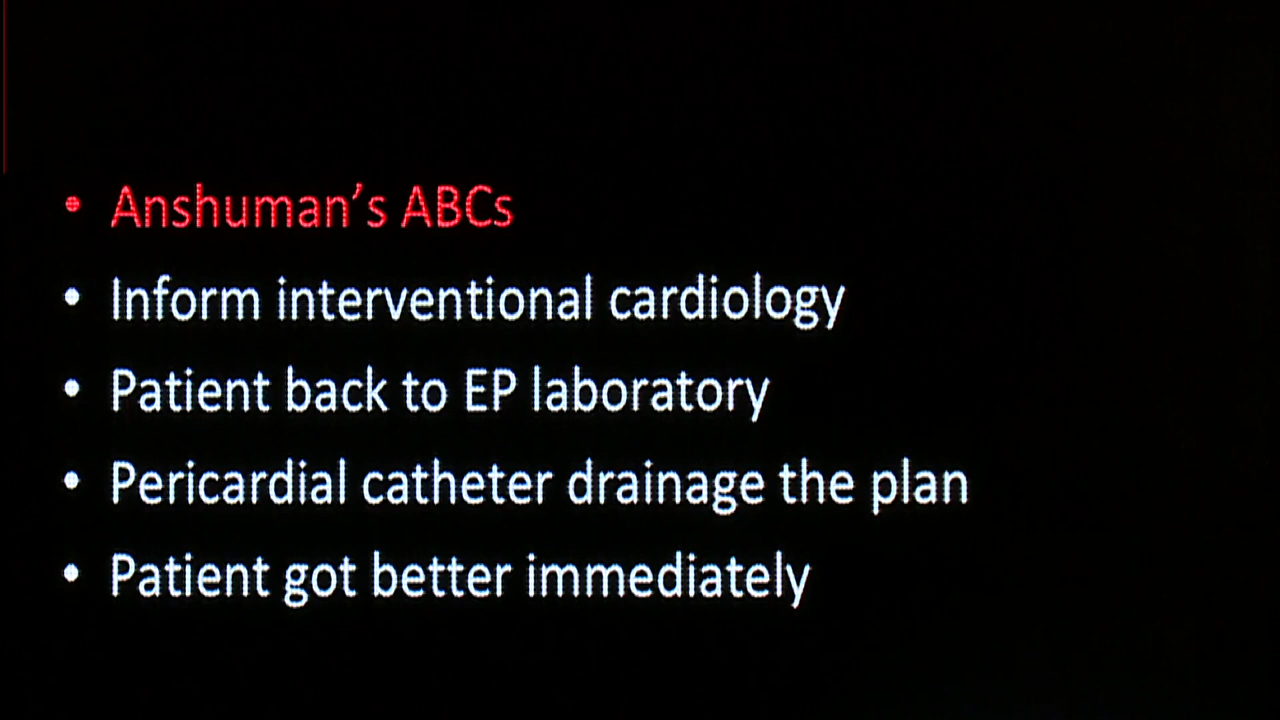 • Anshuman’s ABCs
• Inform interventional cardiology
• Patient back to EP laboratory
• Pericardial catheter drainage the plan
• Patient got better immediately